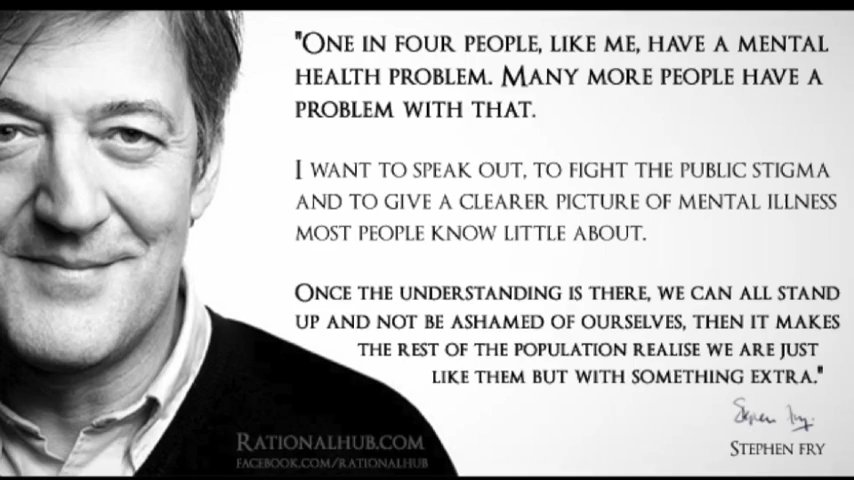 "ONE IN FOUR PEOPLE, LIKE ME, HAVE A MENTAL
HEALTH PROBLEM. MANY MORE PEOPLE HAVE A
PROBLEM WITH THAT.
I WANT TO SPEAK OUT, TO FIGHT THE PUBLIC STIGMA
AND TO GIVE A CLEARER PICTURE OF MENTAL ILLNESS
MOST PEOPLE KNOW LITTLE ABOUT.
ONCE THE UNDERSTANDING IS THERE, WE CAN ALL STAND
UP AND NOT BE ASHAMED OF OURSELVES, THEN IT MAKES
THE REST OF THE POPULATION REALISE WE ARE JUST
LIKE THEM BUT WITH SOMETHING EXTRA."
Stephen Fry
STEPHEN FRY
RATIONALHUB.COM
FACEBOOK.COM/RATIONALHUB